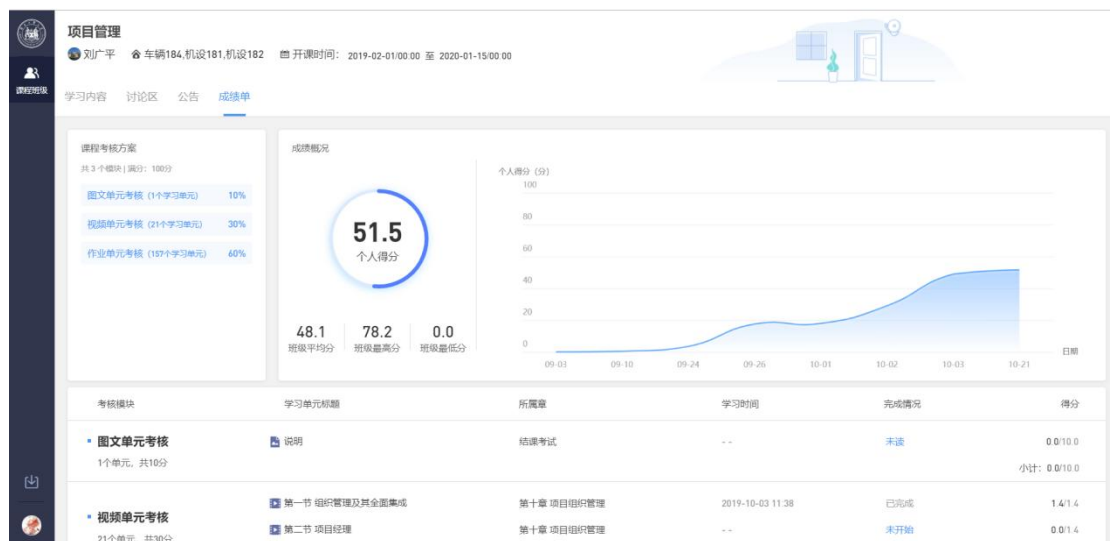 项目管理
刘广平 车辆184,机设181,机设182 开课时间： 2019-02-01/00:00 至 2020-01-15/00:00
课程班级
学习内容 讨论区 公告 成绩单
课程考核方案
共 3 个模块 | 满分：100分
图文单元考核 (1个学习单元) 10%
视频单元考核 (21个学习单元) 30%
作业单元考核 (157个学习单元) 60%
成绩概况
51.5
个人得分
48.1 78.2 0.0
班级平均分 班级最高分 班级最低分
个人得分 (分)
100
80
60
40
20
0
日期
09-03 09-10 09-24 09-26 10-01 10-02 10-03 10-21
考核模块 学习单元标题 所属章 学习时间 完成情况 得分
图文单元考核 说明 结课考试 - - 未读 0.0/10.0
1个单元，共10分
小计：0.0/10.0
第一节 组织管理及其全面集成 第十章 项目组织管理 2019-10-03 11:38 已完成 1.4/1.4
视频单元考核
第二节 项目经理 第十章 项目组织管理 - - 未开始 0.0/1.4
21个单元，共30分